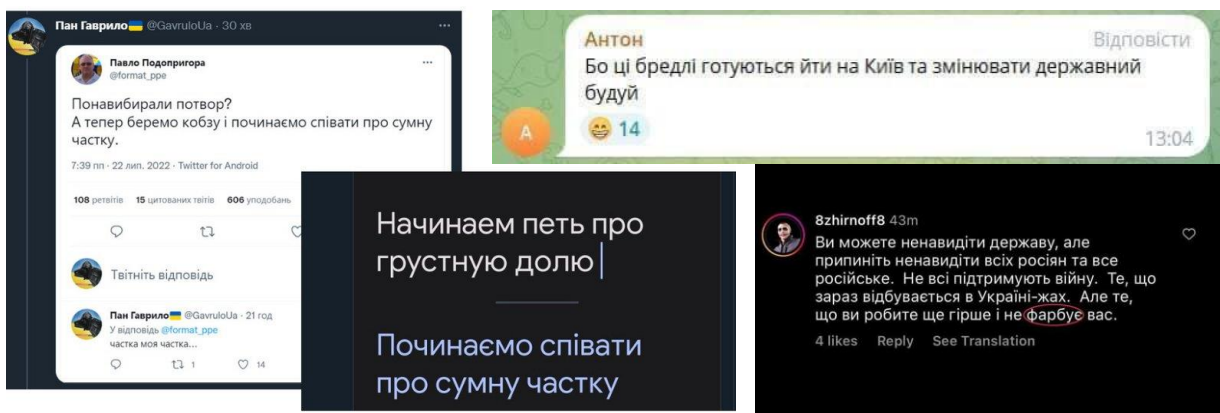 Пан Гаврило @GavruloUa · 30 хв
Павло Подопригора
@format_ppe
Понавибирали потвор?
А тепер беремо кобзу і починаємо співати про сумну
частку.
7:39 пп · 22 лип. 2022 · Twitter for Android
108 ретвітів 15 цитованих твітів 606 уподобань
Твітніть відповідь
Пан Гаврило @GavruloUa · 21 год
У відповідь @format_ppe
частка моя частка...
1 14
Антон Відповісти
Бо ці бредлі готуються йти на Київ та змінювати державний
будуй
А
14
13:04
Начинаем петь про
грустную долю
Починаємо співати
про сумну частку
8zhirnoff8 43m
Ви можете ненавидіти державу, але
припиніть ненавидіти всіх росіян та все
російське. Не всі підтримують війну. Те, що
зараз відбувається в Україні-жах. Але те,
що ви робите ще гірше і не фарбує вас.
4 likes Reply See Translation